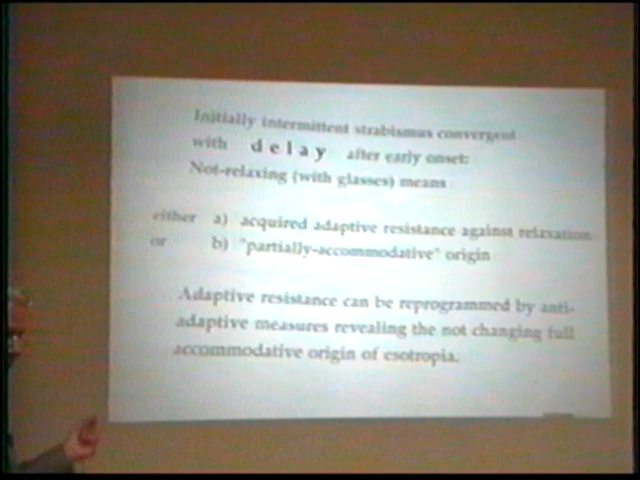 Initially intermittent strabismus convergent
with delay after early onset:
Not-relaxing (with glasses) means
either a) acquired adaptive resistance against relaxation
or b) "partially-accommodative" origin
Adaptive resistance can be reprogrammed by anti-
adaptive measures revealing the not changing full
accommodative origin of esotropia.